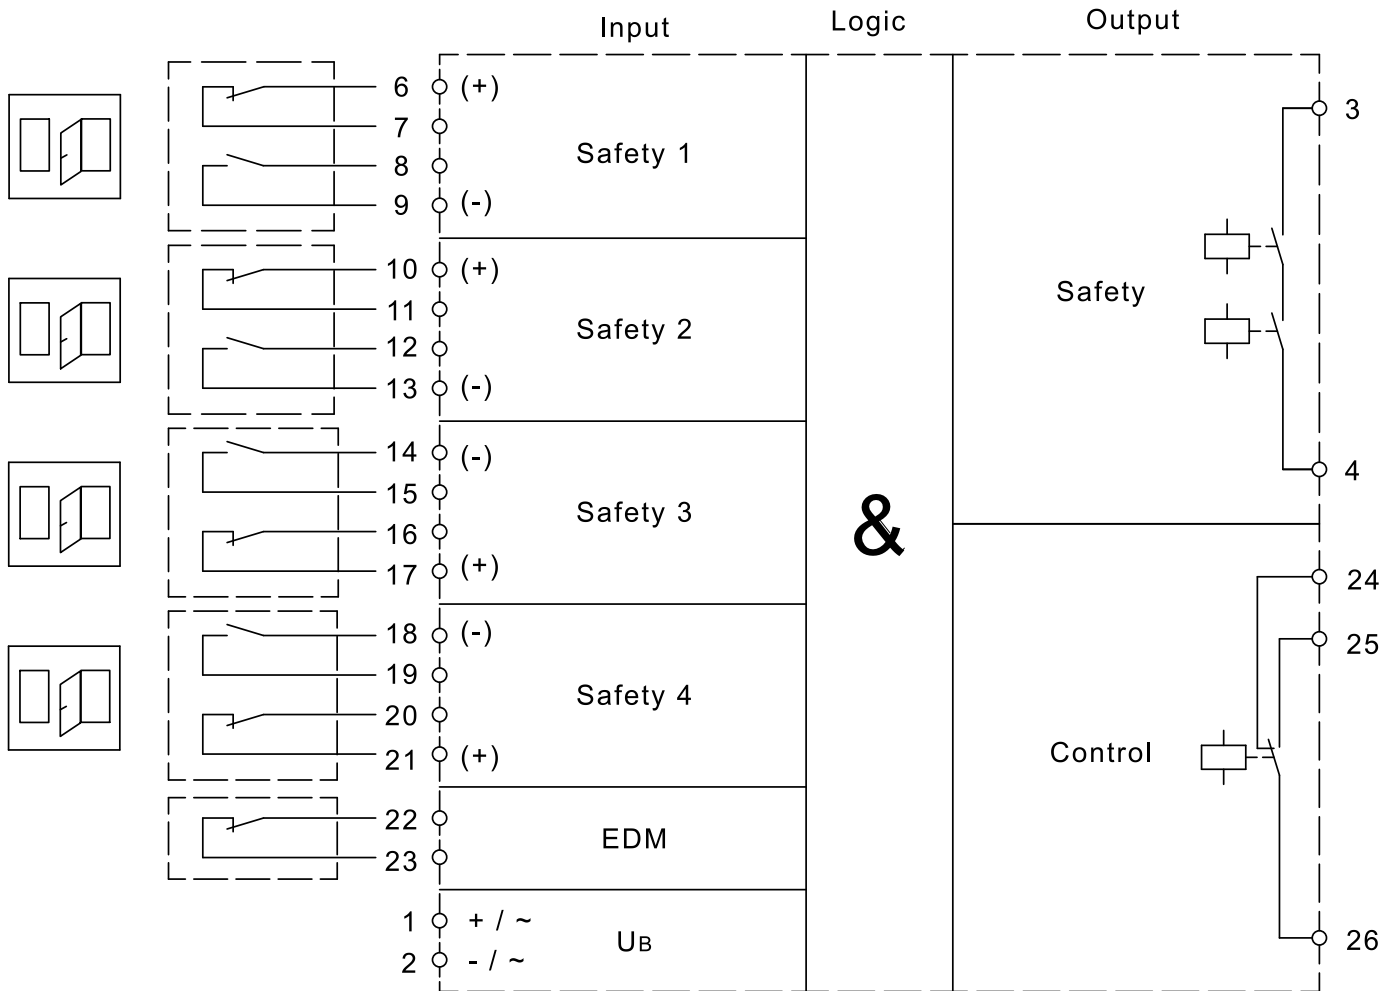 Input Logic Output
6 (+)
7
Safety 1
8
9 (-)
10 (+)
11
Safety 2
12
13 (-)
14 (-)
15
Safety 3
16
17 (+)
18 (-)
19
Safety 4
20
21 (+)
22
EDM
23
1 + / ~
UB
2 - / ~
&
3
Safety
4
24
25
Control
26